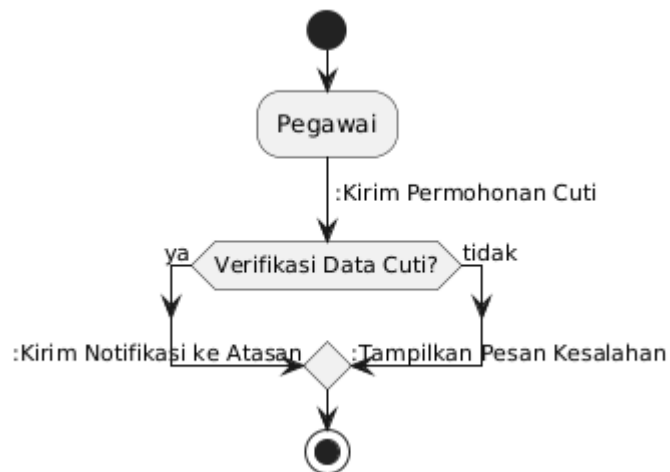 Pegawai
:Kirim Permohonan Cuti
ya
Verifikasi Data Cuti?
tidak
:Kirim Notifikasi ke Atasan
:Tampilkan Pesan Kesalahan